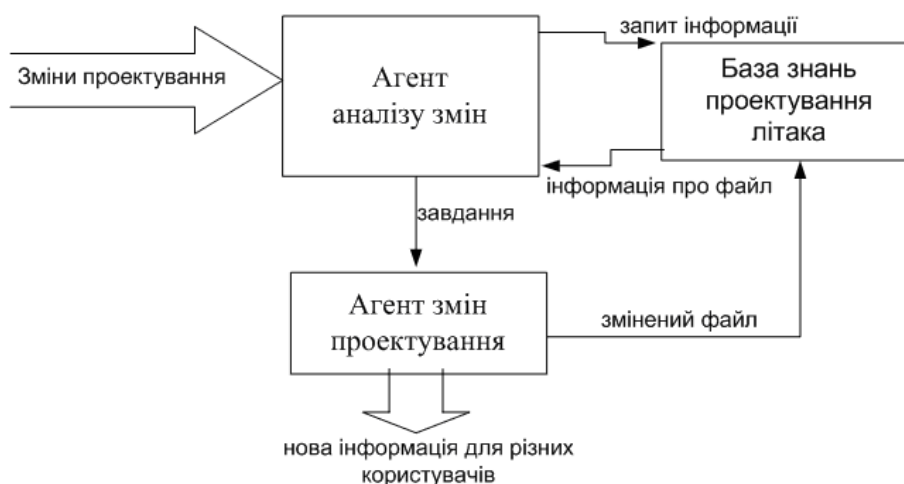 запит інформації
Зміни проектування
Агент
аналізу змін
База знань
проектування
літака
інформація про файл
завдання
Агент змін
проектування
змінений файл
нова інформація для різних
користувачів